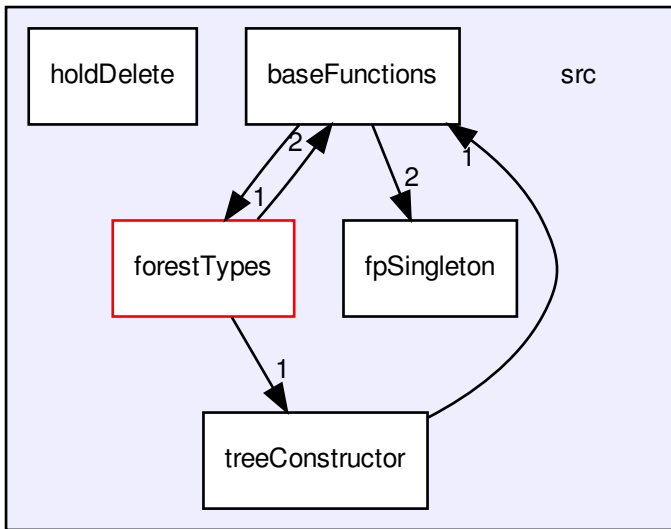 holdDelete
baseFunctions
src
2
1
2
1
forestTypes
fpSingleton
1
treeConstructor